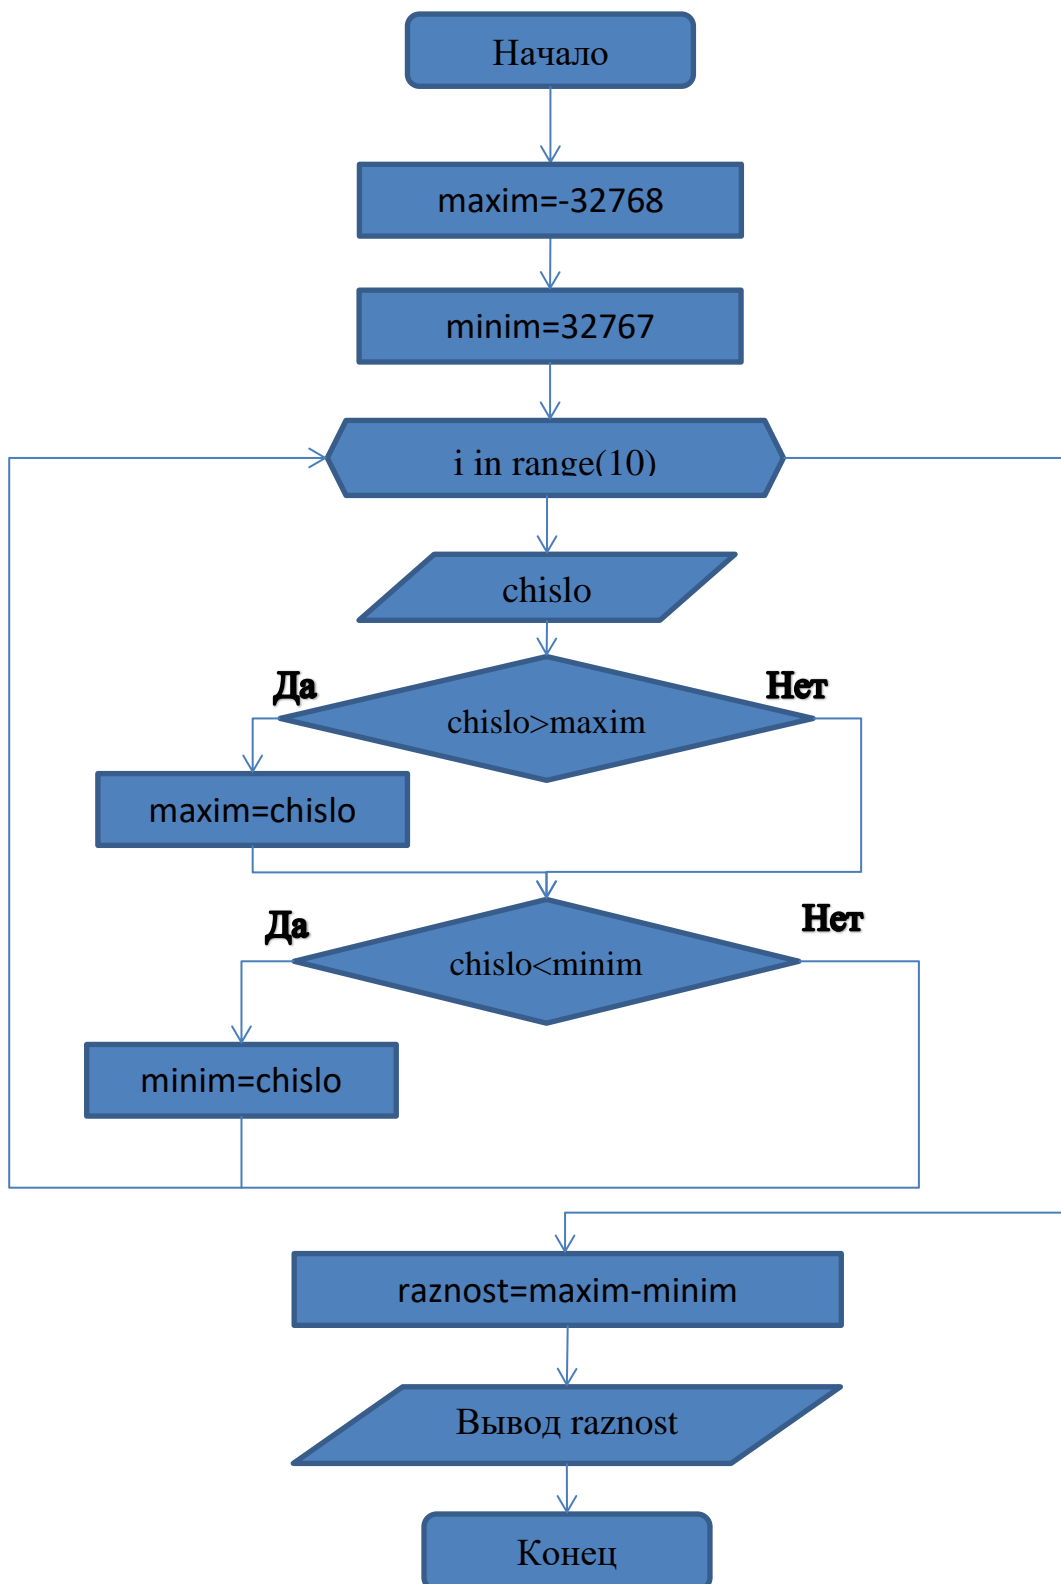 Начало
maxim=-32768
minim=32767
i in range(10)
chislo
Да
Нет
chislo>maxim
maxim=chislo
Да
Нет
chislo<minim
minim=chislo
raznost=maxim-minim
Вывод raznost
Конец